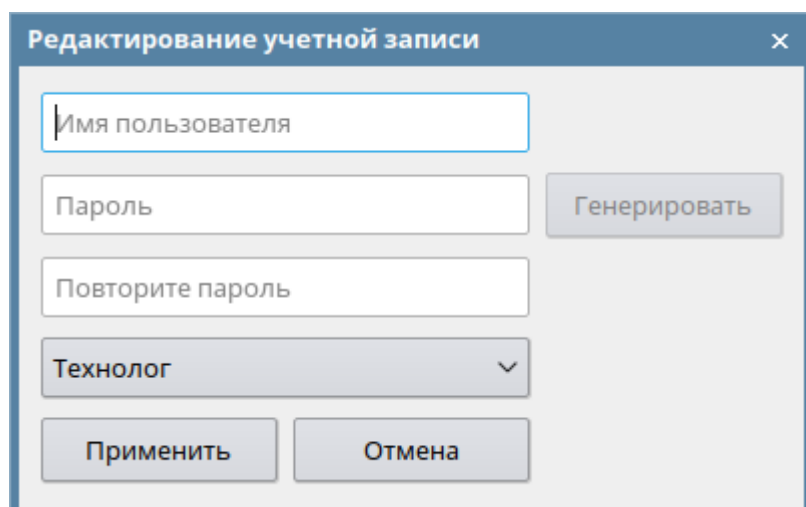 Редактирование учетной записи
Имя пользователя
Пароль
Генерировать
Повторите пароль
Технолог
Применить
Отмена